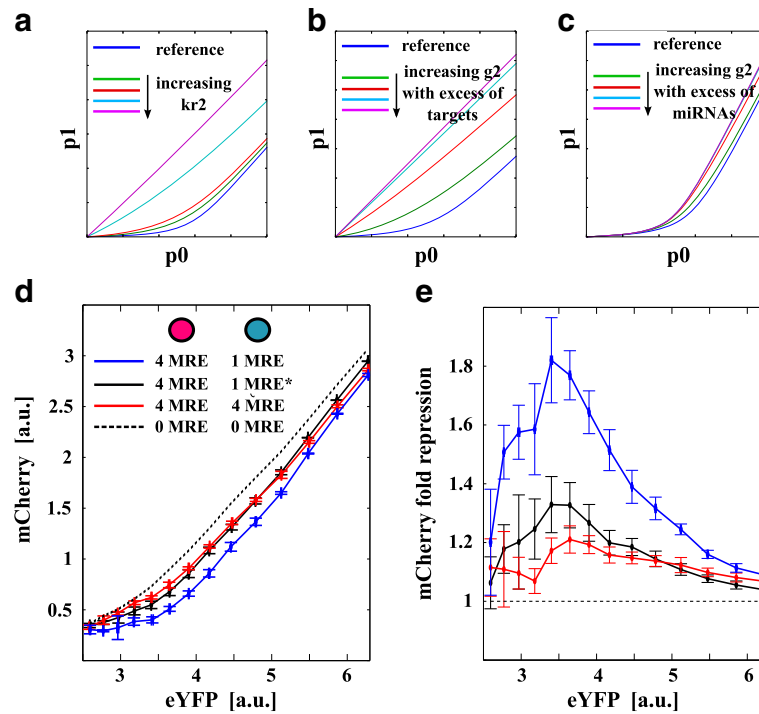 a
reference
increasing
kr2
p1
p0
b
reference
increasing g2
with excess of
targets
p1
p0
c
reference
increasing g2
with excess of
miRNAs
p1
p0
d
4 MRE 1 MRE
4 MRE 1 MRE*
4 MRE 4 MRE
0 MRE 0 MRE
mCherry [a.u.]
3
2.5
2
1.5
1
0.5
3 4 5 6
eYFP [a.u.]
e
mCherry fold repression
1.8
1.6
1.4
1.2
1
3 4 5 6
eYFP [a.u.]